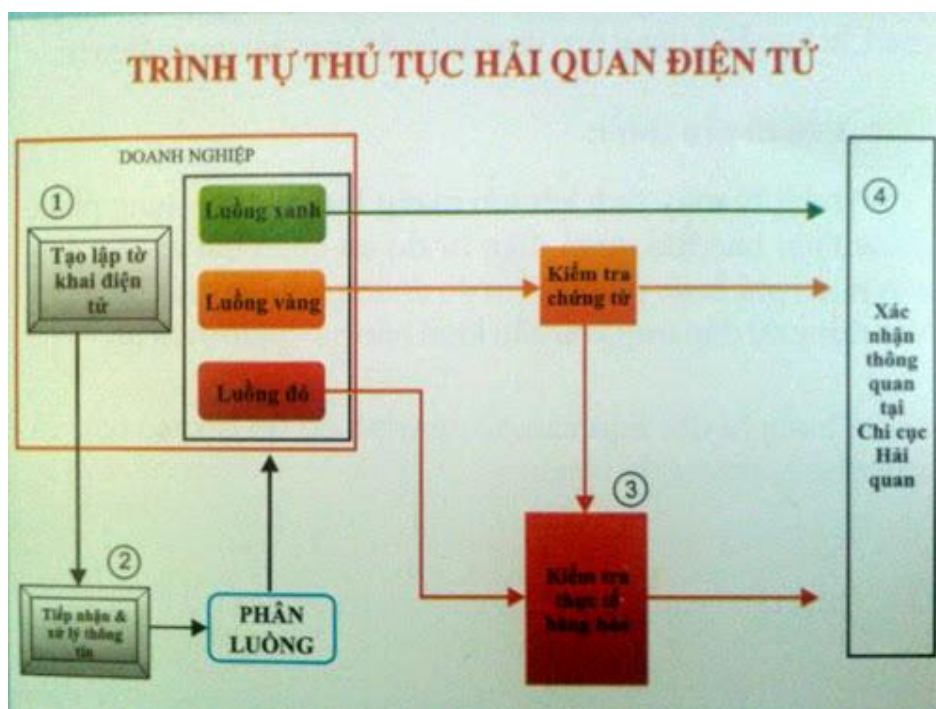 TRÌNH TỰ THỦ TỤC HẢI QUAN ĐIỆN TỬ
DOANH NGHIỆP
1
Tạo lập tờ
khai điện
tử
Luồng xanh
Luồng vàng
Luồng đỏ
Kiểm tra
chứng từ
4
Xác
nhận
thông
quan
tại
Chi cục
Hải
quan
2
Tiếp nhận &
xử lý thông
tin
PHÂN
LUỒNG
3
Kiểm tra
thực tế
hàng hóa